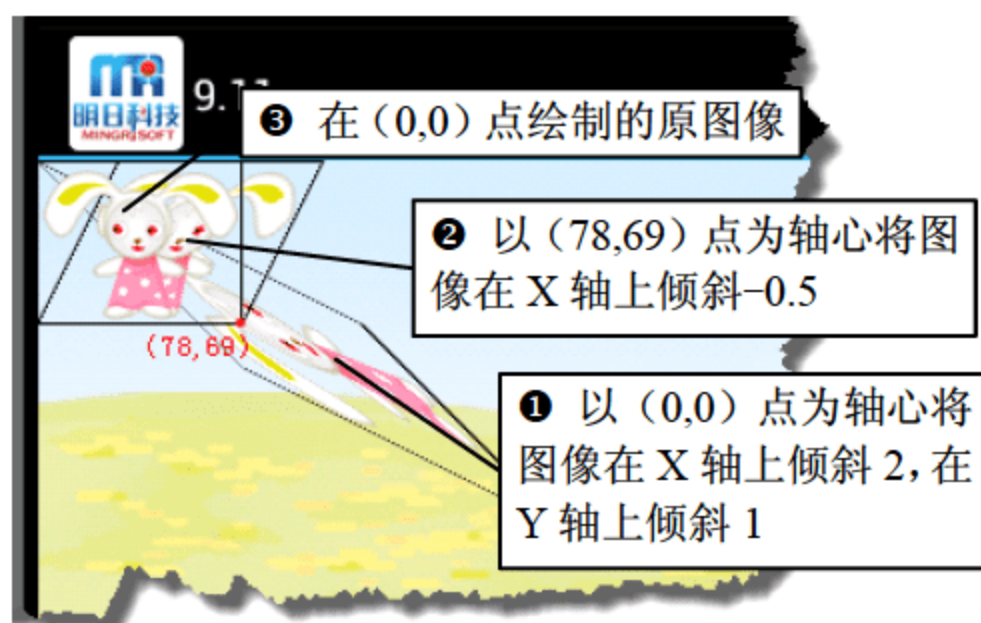 明日科技
MINGRISOFT
9.11
❸ 在（0,0）点绘制的原图像
❷ 以（78,69）点为轴心将图
像在 X 轴上倾斜-0.5
(78,69)
❶ 以（0,0）点为轴心将
图像在 X 轴上倾斜 2，在
Y 轴上倾斜 1